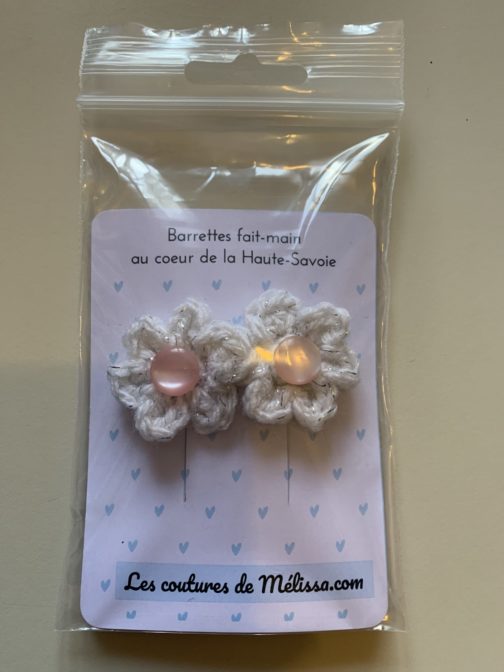 Barrettes fait-main
au coeur de la Haute-Savoie
Les coutures de Mélissa.com